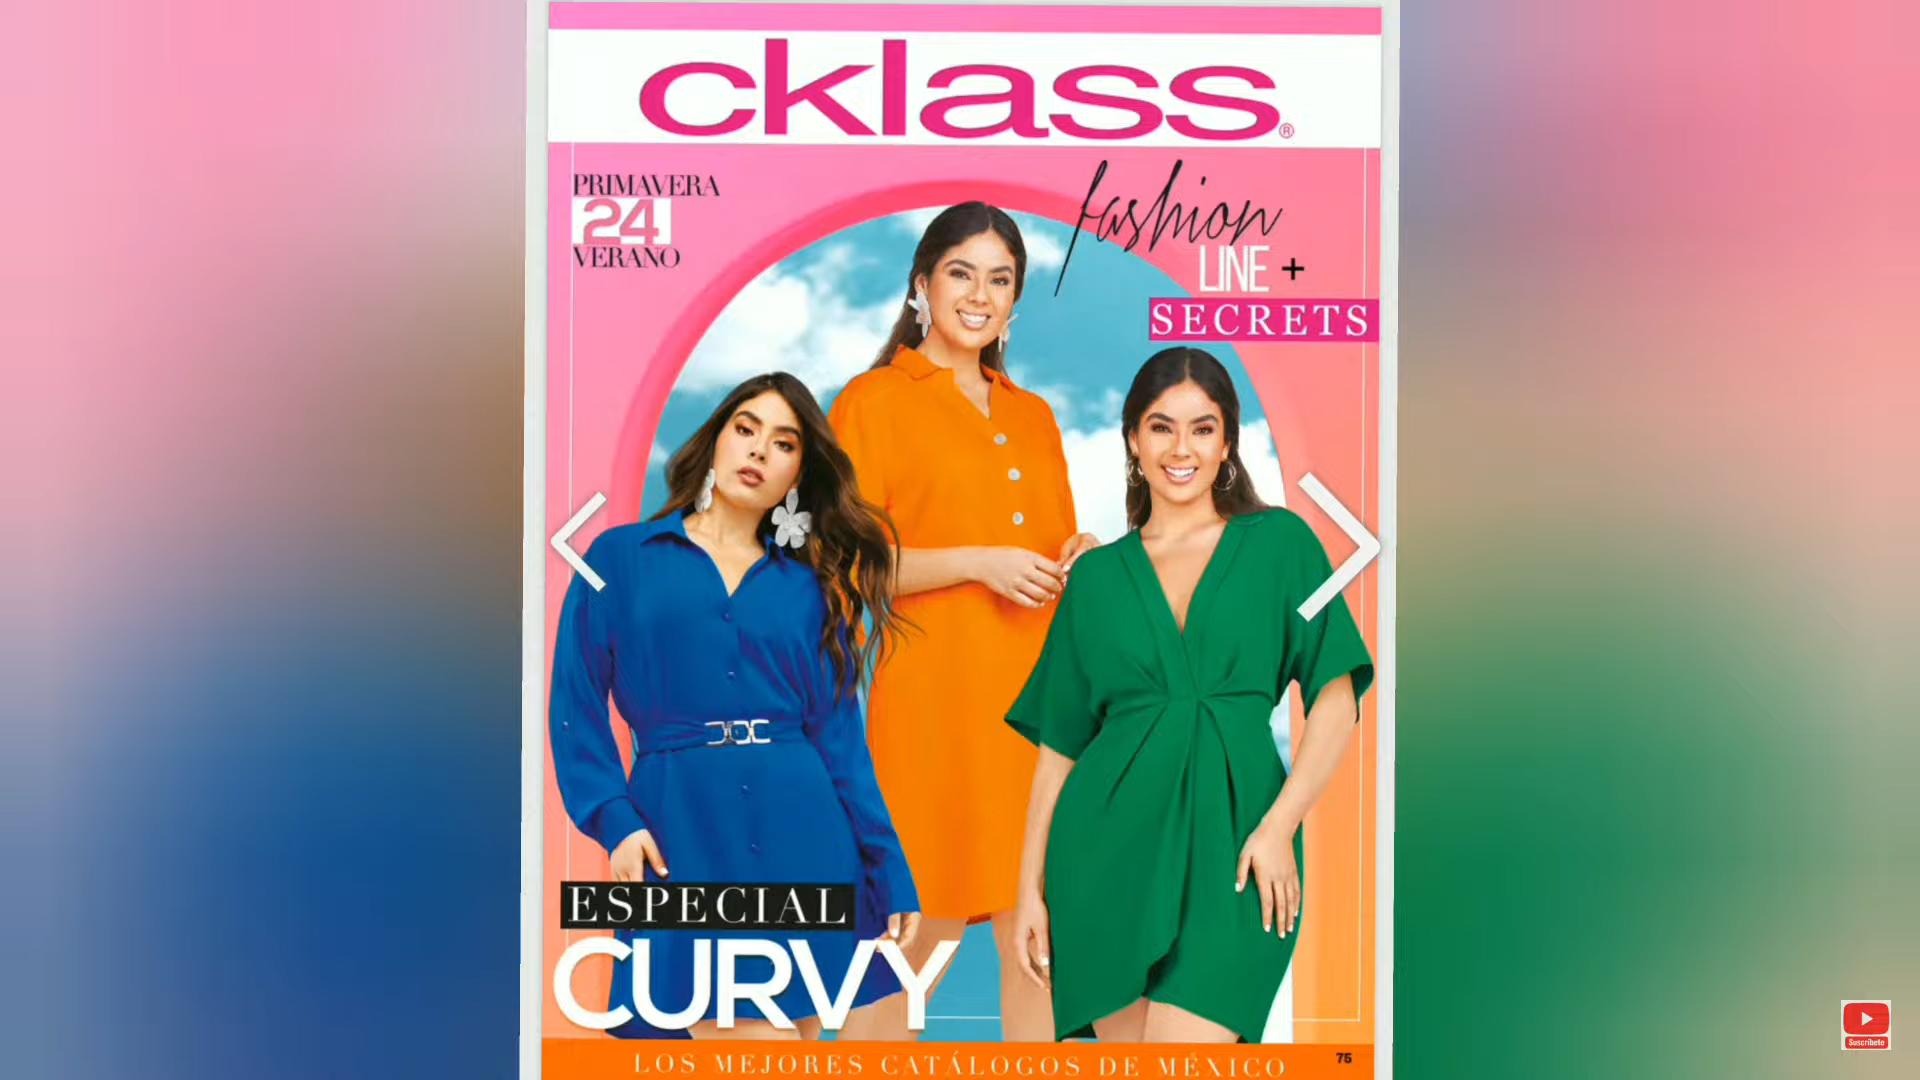 cklass®
PRIMAVERA
24
VERANO
fashion
LINE +
SECRETS
ESPECIAL
CURVY
LOS MEJORES CATÁLOGOS DE MÉXICO
75
Suscríbete